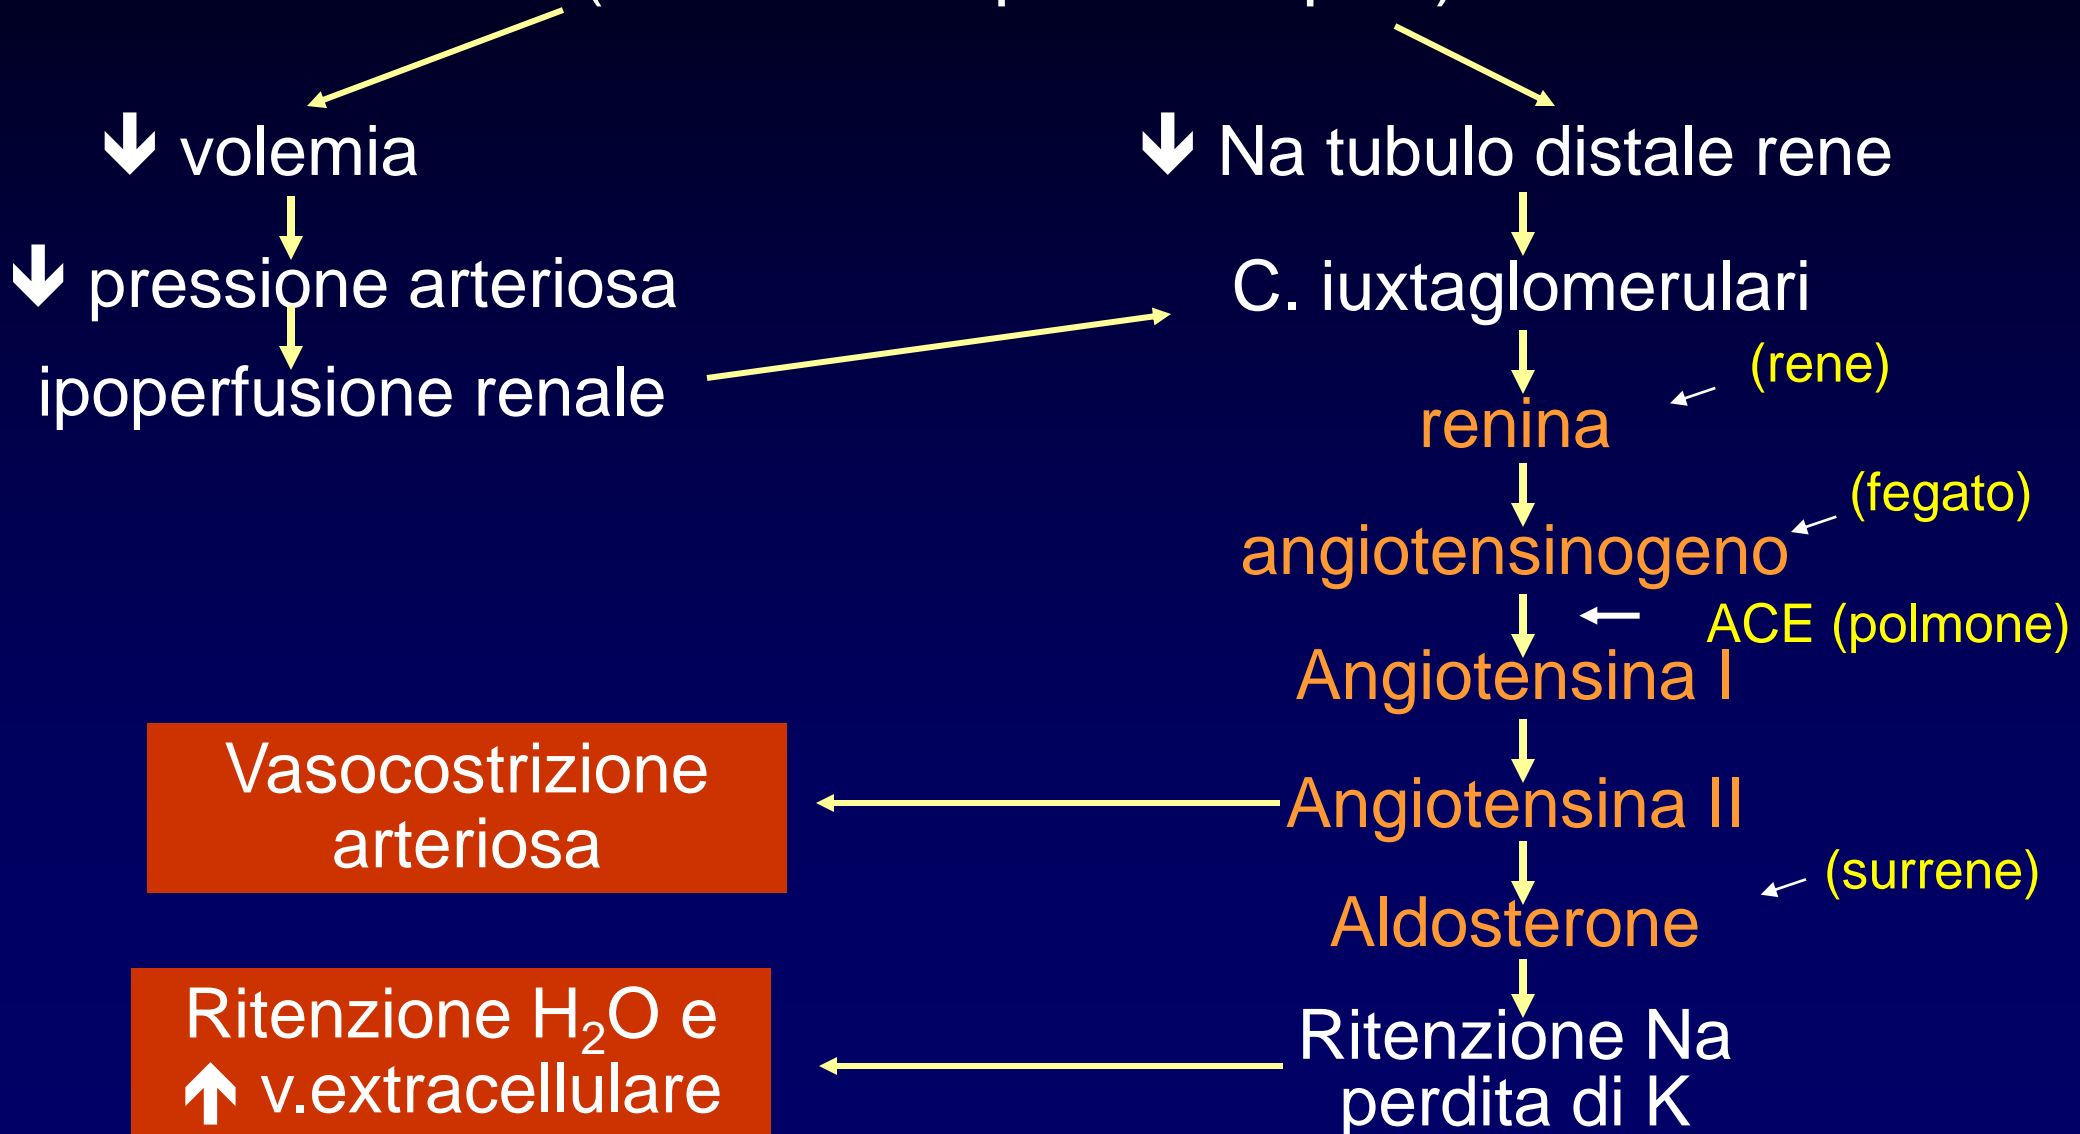 ↓ volemia
↓ Na tubulo distale rene
↓ pressione arteriosa
C. iuxtaglomerulari
ipoperfusione renale
(rene)
renina
(fegato)
angiotensinogeno
ACE (polmone)
Angiotensina I
Vasocostrizione
arteriosa
Angiotensina II
(surrene)
Aldosterone
Ritenzione H₂O e
↑ v.extracellulare
Ritenzione Na
perdita di K